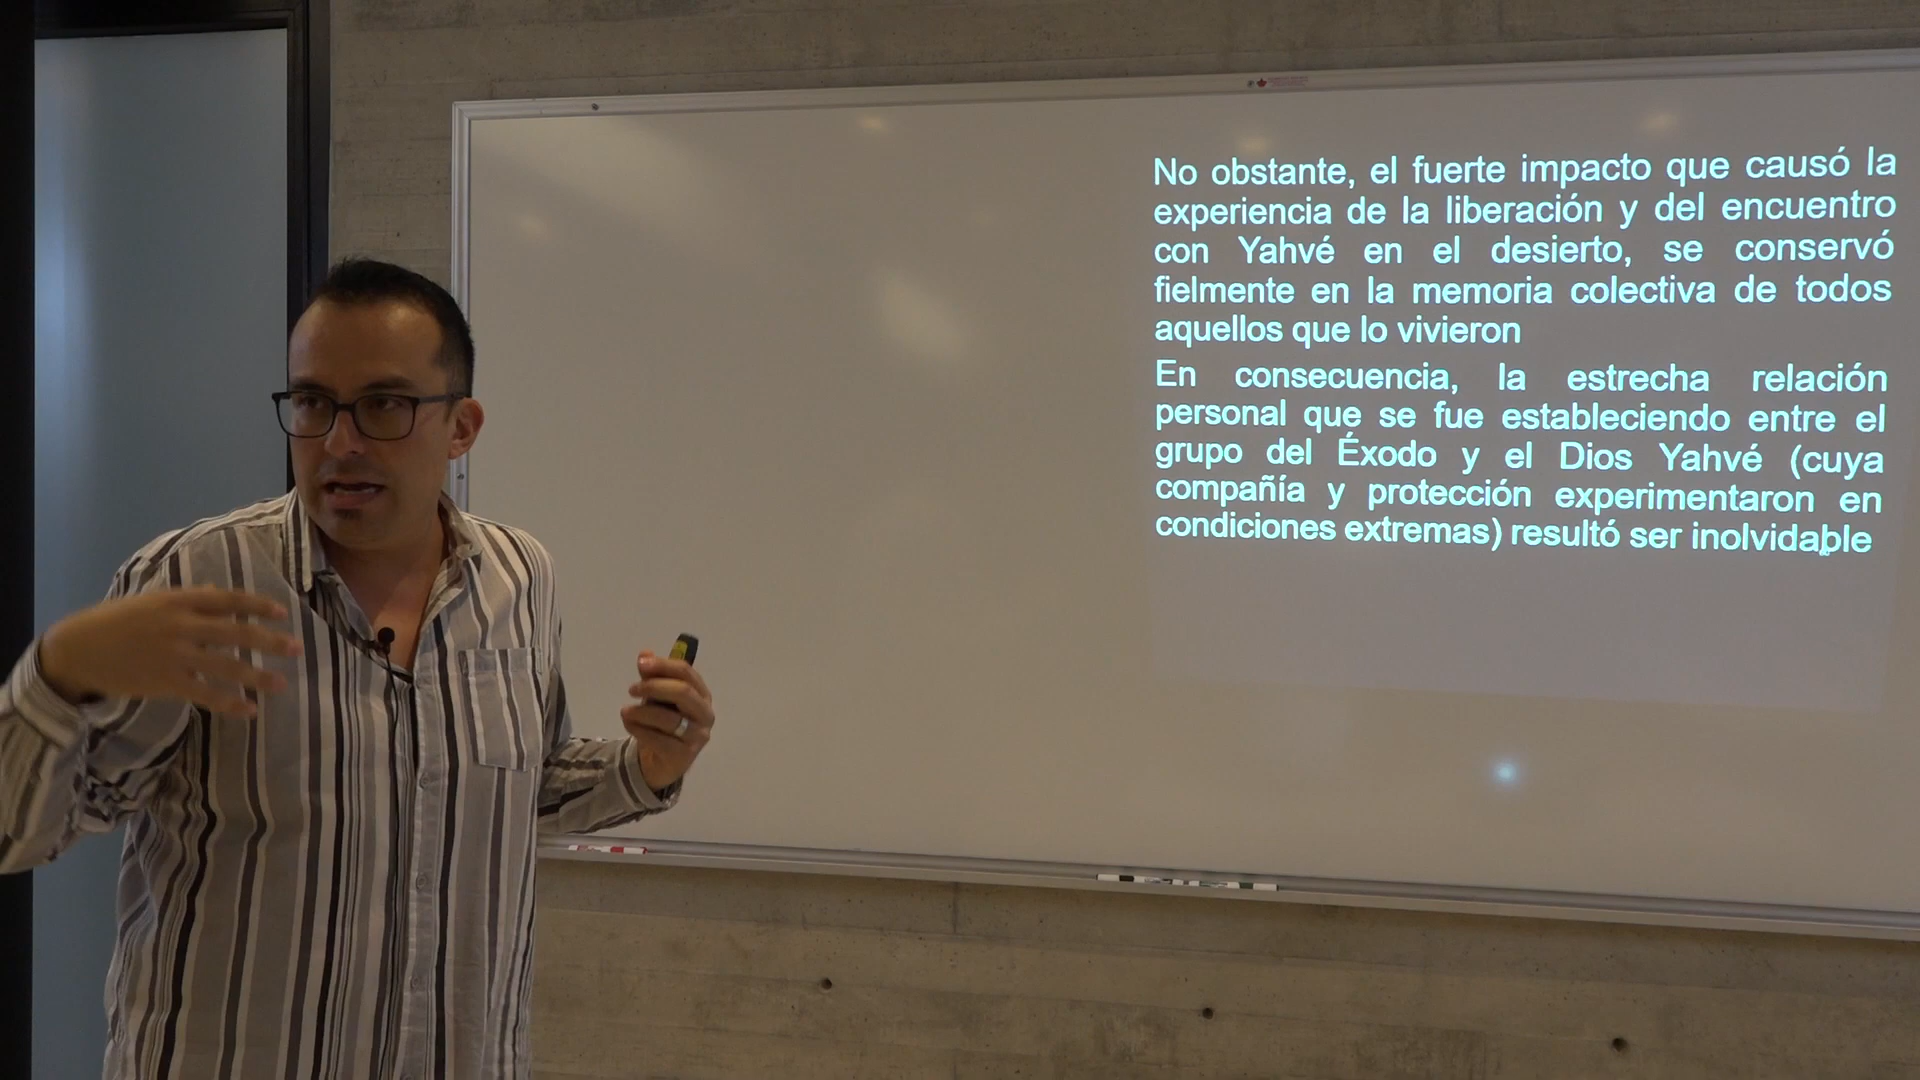 No obstante, el fuerte impacto que causó la
experiencia de la liberación y del encuentro
con Yahvé en el desierto, se conservó
fielmente en la memoria colectiva de todos
aquellos que lo vivieron
En consecuencia, la estrecha relación
personal que se fue estableciendo entre el
grupo del Éxodo y el Dios Yahvé (cuya
compañía y protección experimentaron en
condiciones extremas) resultó ser inolvidable